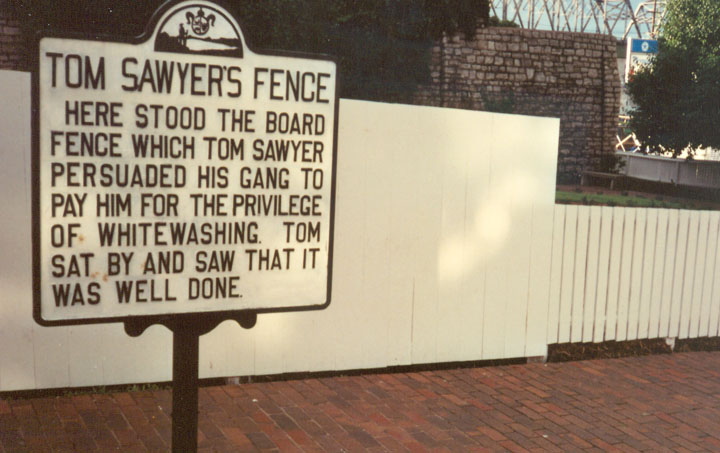 TOM SAWYER'S FENCE
HERE STOOD THE BOARD
FENCE WHICH TOM SAWYER
PERSUADED HIS GANG TO
PAY HIM FOR THE PRIVILEGE
OF WHITEWASHING. TOM
SAT BY AND SAW THAT IT
WAS WELL DONE.